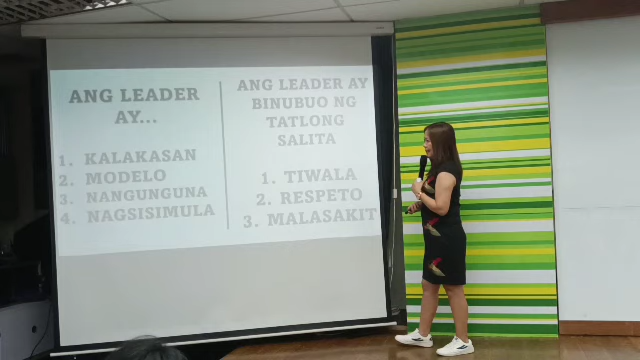 ANG LEADER
AY...
1. KALAKASAN
2. MODELO
3. NANGUNGUNA
4. NAGSISIMULA
ANG LEADER AY
BINUBUO NG
TATLONG
SALITA
1. TIWALA
2. RESPETO
3. MALASAKIT